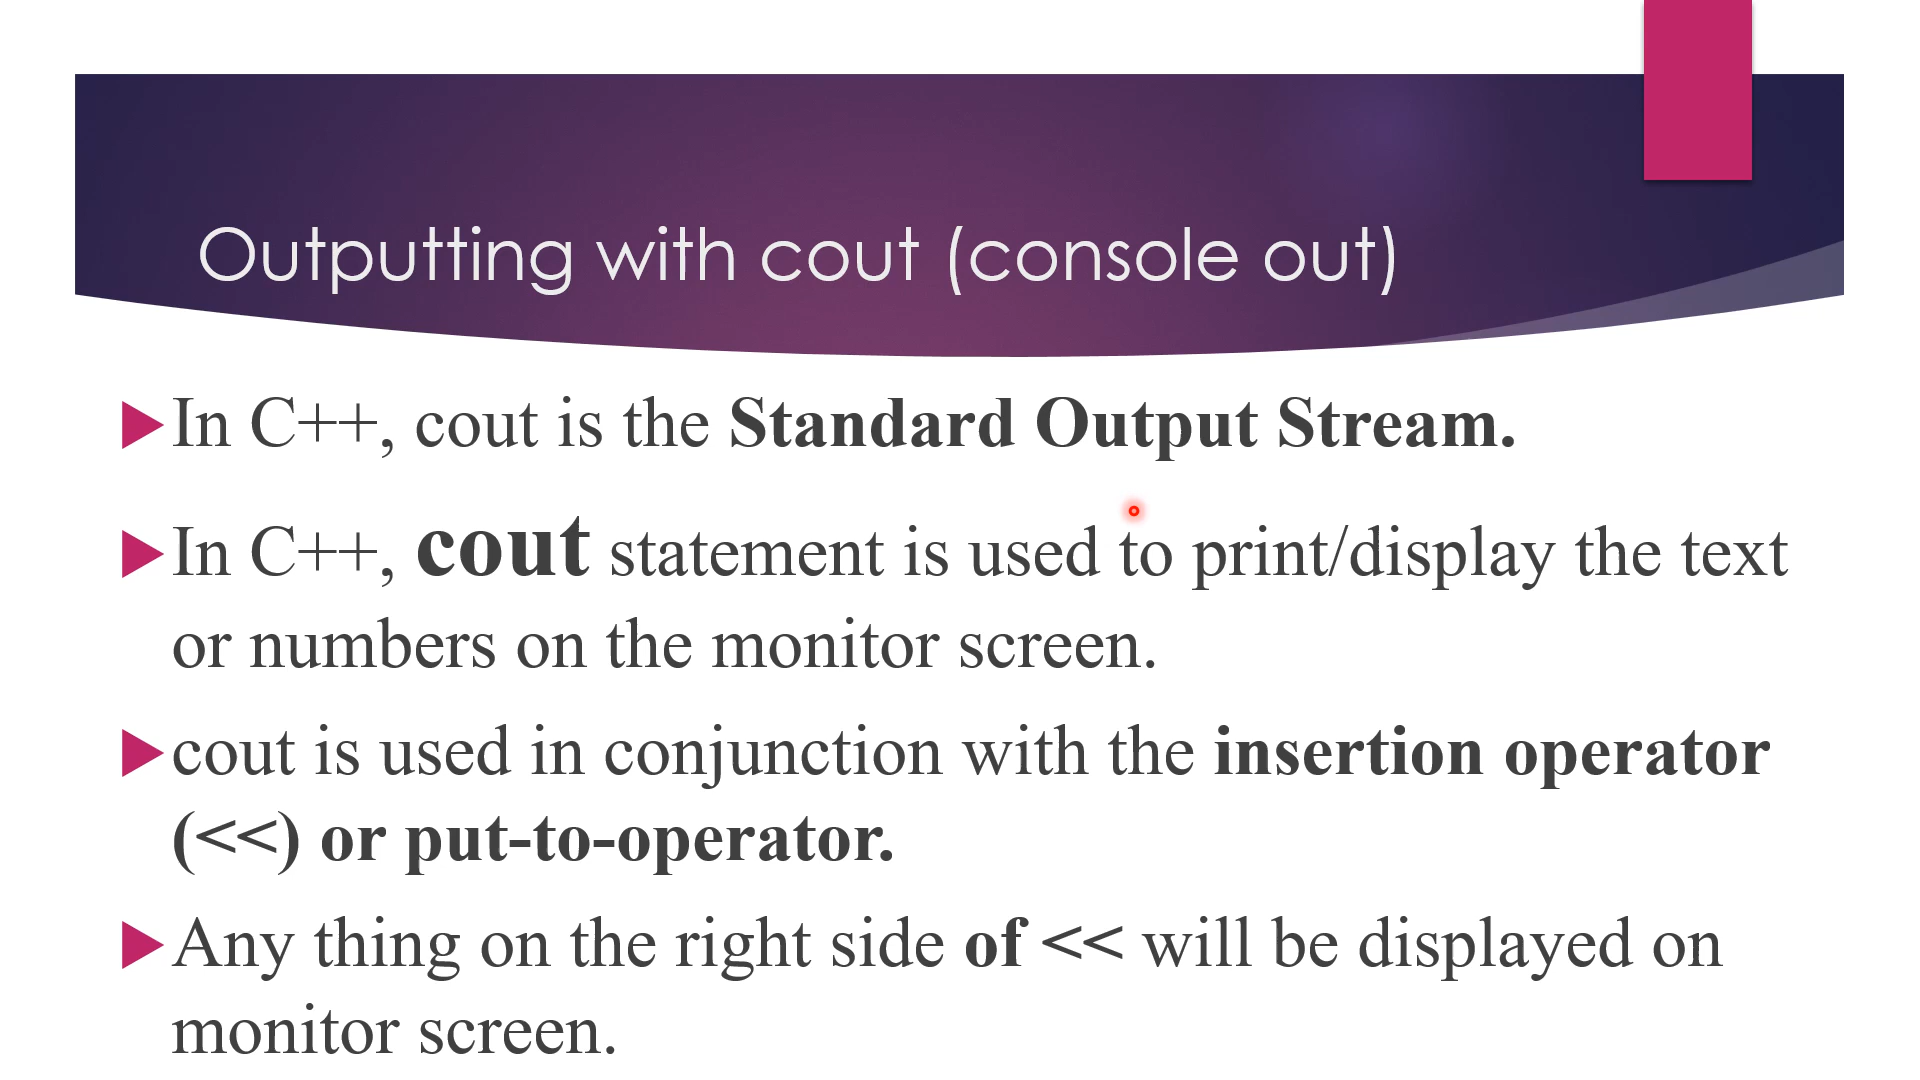 Outputting with cout (console out)
In C++, cout is the Standard Output Stream.
In C++, cout statement is used to print/display the text
or numbers on the monitor screen.
cout is used in conjunction with the insertion operator
(<<) or put-to-operator.
Any thing on the right side of << will be displayed on
monitor screen.